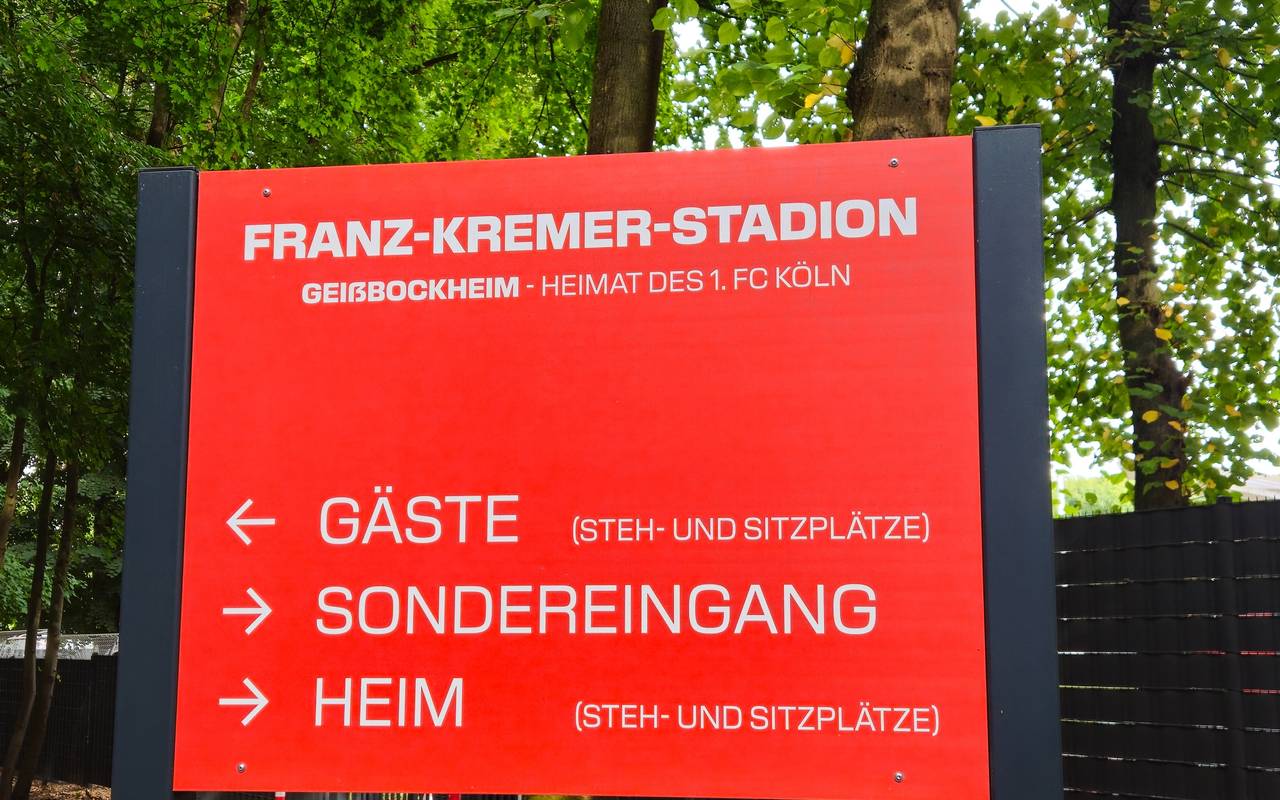 FRANZ-KREMER-STADION
GEIßBOCKHEIM - HEIMAT DES 1. FC KÖLN
← GÄSTE (STEH- UND SITZPLÄTZE)
→ SONDEREINGANG
→ HEIM (STEH- UND SITZPLÄTZE)